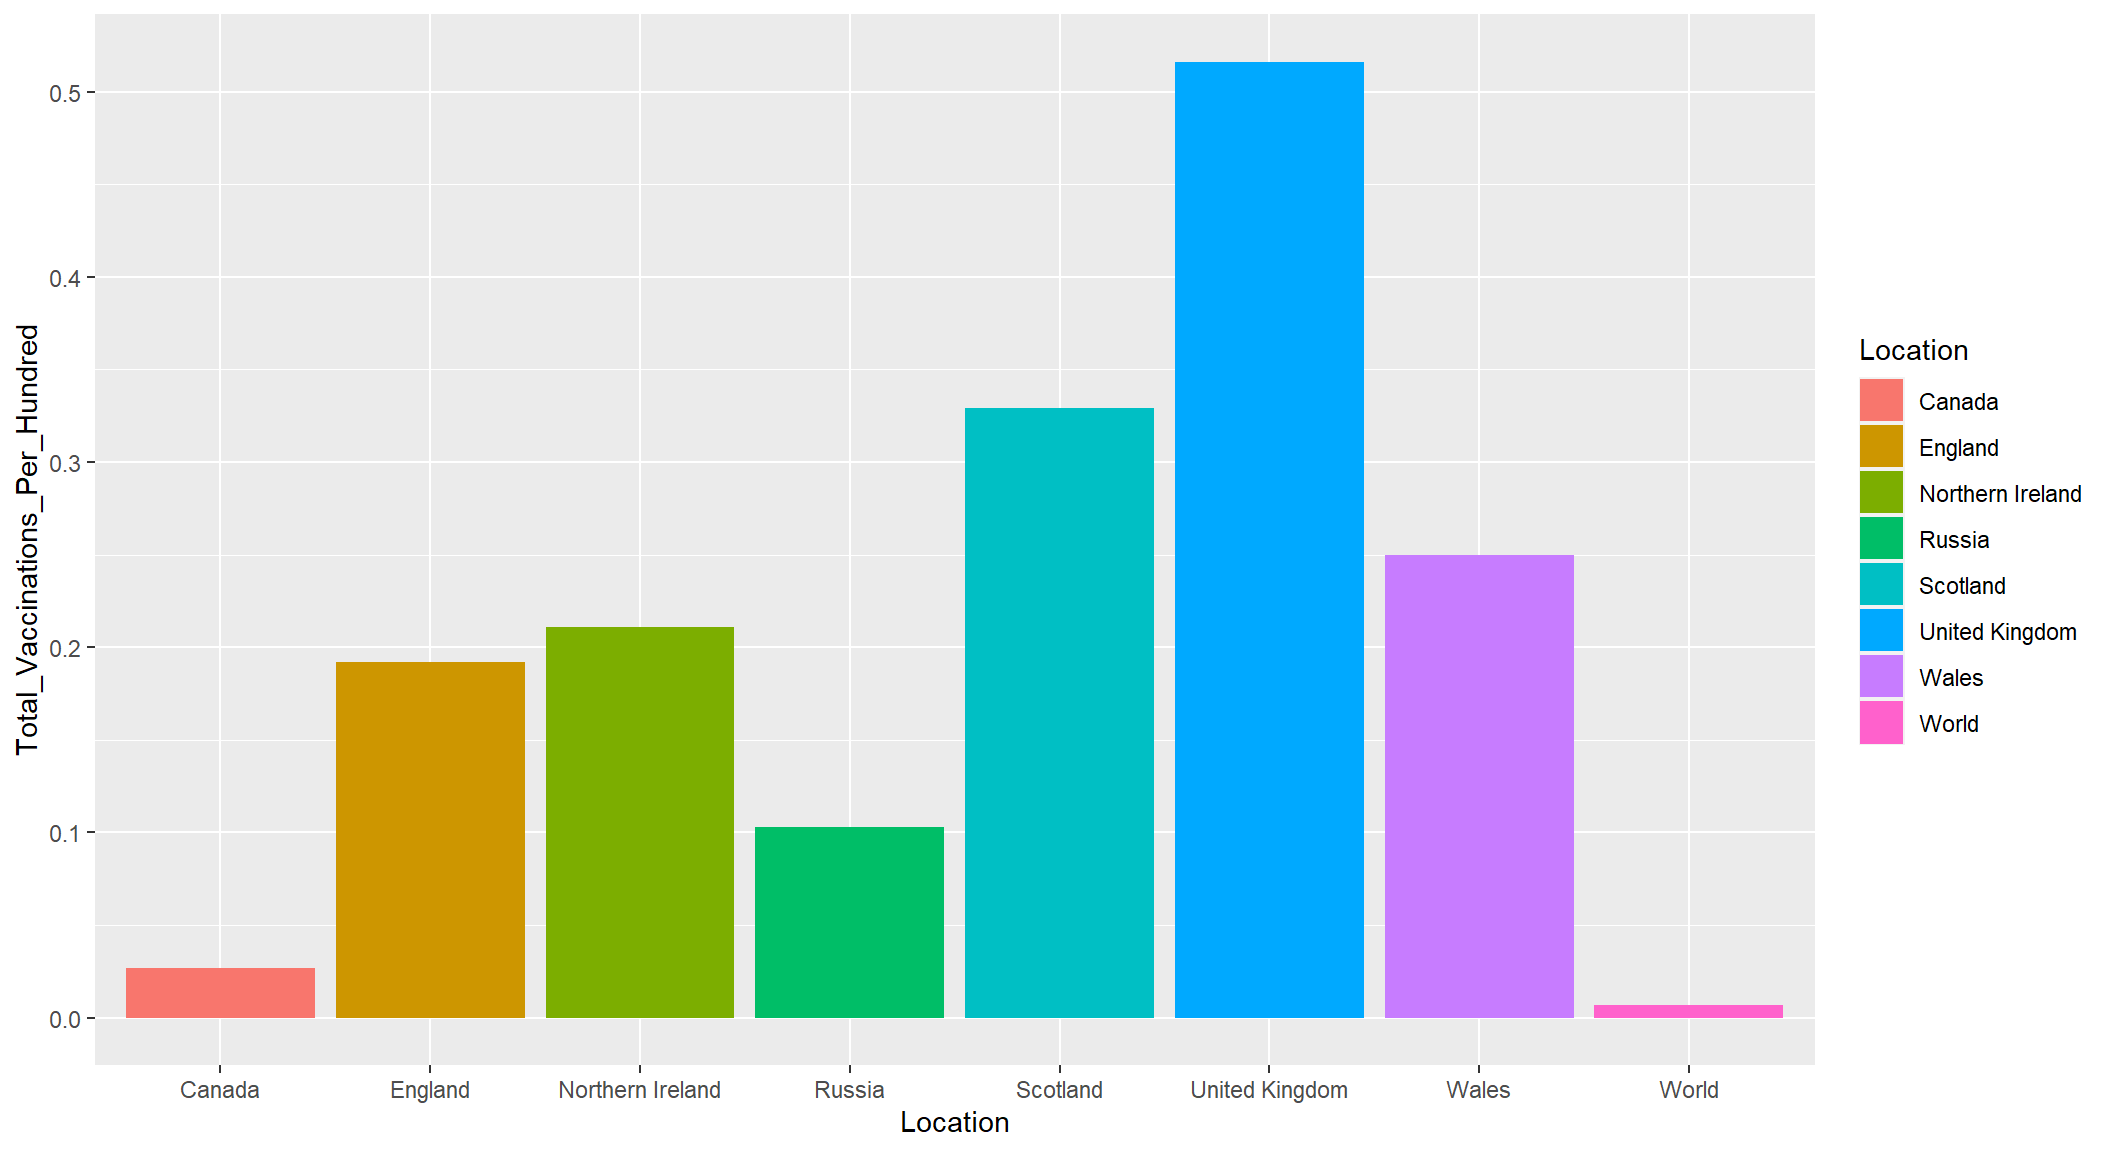 Total_Vaccinations_Per_Hundred
0.5
0.4
0.3
0.2
0.1
0.0
Canada
England
Northern Ireland
Russia
Scotland
United Kingdom
Wales
World
Location
Location
Canada
England
Northern Ireland
Russia
Scotland
United Kingdom
Wales
World